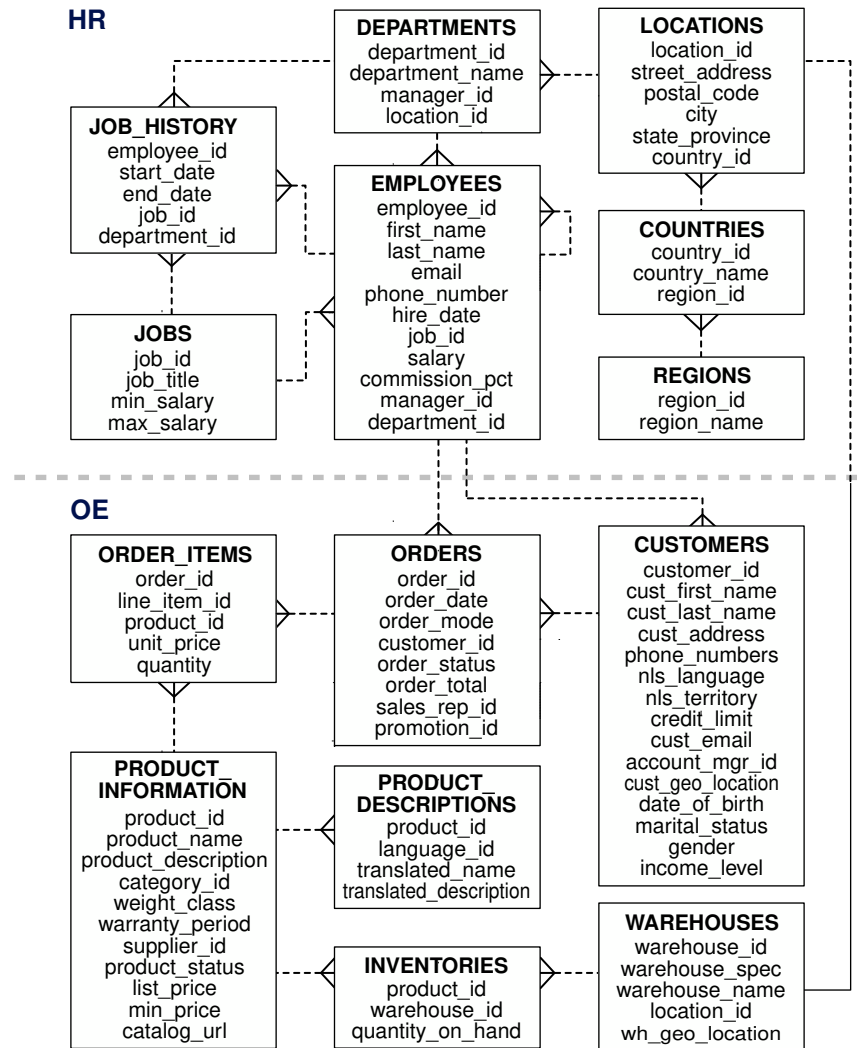 HR
DEPARTMENTS
department_id
department_name
manager_id
location_id
LOCATIONS
location_id
street_address
postal_code
city
state_province
country_id
JOB_HISTORY
employee_id
start_date
end_date
job_id
department_id
EMPLOYEES
employee_id
first_name
last_name
email
phone_number
hire_date
job_id
salary
commission_pct
manager_id
department_id
COUNTRIES
country_id
country_name
region_id
JOBS
job_id
job_title
min_salary
max_salary
REGIONS
region_id
region_name
OE
ORDER_ITEMS
order_id
line_item_id
product_id
unit_price
quantity
ORDERS
order_id
order_date
order_mode
customer_id
order_status
order_total
sales_rep_id
promotion_id
CUSTOMERS
customer_id
cust_first_name
cust_last_name
cust_address
phone_numbers
nls_language
nls_territory
credit_limit
cust_email
account_mgr_id
cust_geo_location
date_of_birth
marital_status
gender
income_level
PRODUCT_
INFORMATION
product_id
product_name
product_description
category_id
weight_class
warranty_period
supplier_id
product_status
list_price
min_price
catalog_url
PRODUCT_
DESCRIPTIONS
product_id
language_id
translated_name
translated_description
INVENTORIES
product_id
warehouse_id
quantity_on_hand
WAREHOUSES
warehouse_id
warehouse_spec
warehouse_name
location_id
wh_geo_location